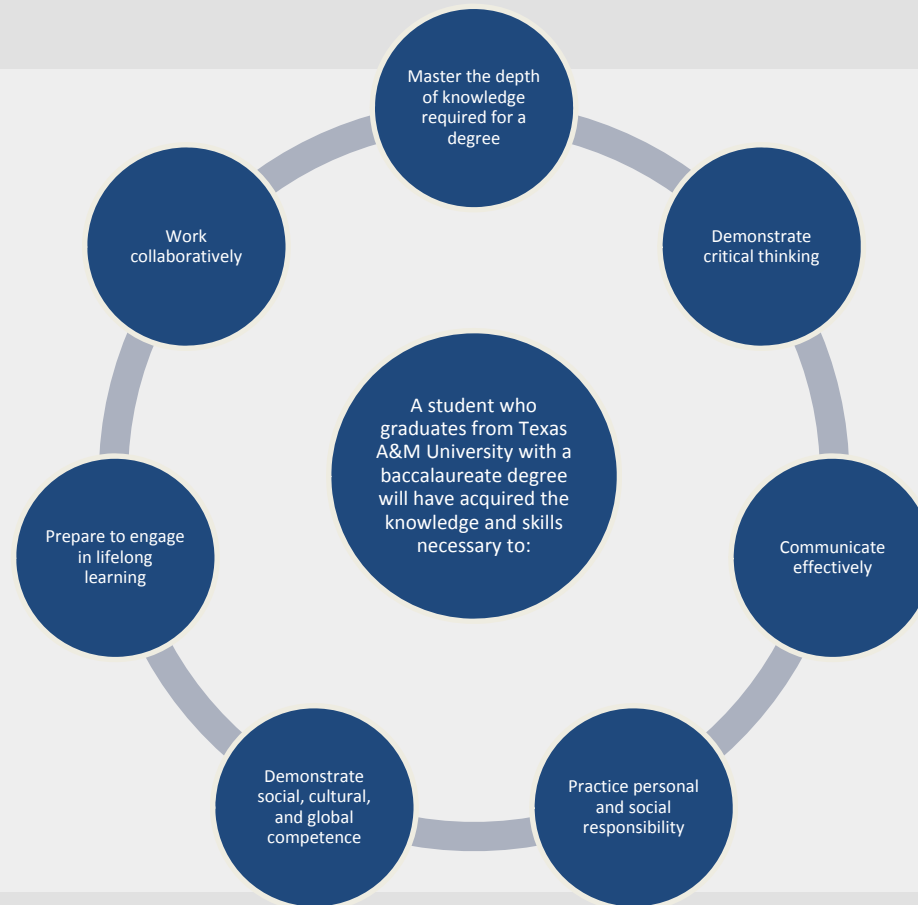 Master the depth
of knowledge
required for a
degree
Demonstrate
critical thinking
Communicate
effectively
Practice personal
and social
responsibility
Demonstrate
social, cultural,
and global
competence
Prepare to engage
in lifelong
learning
Work
collaboratively
A student who
graduates from Texas
A&M University with a
baccalaureate degree
will have acquired the
knowledge and skills
necessary to: